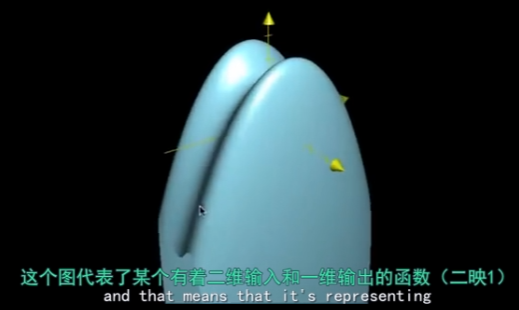 这个图代表了某个有着二维输入和一维输出的函数（二映1）
and that means that it's representing